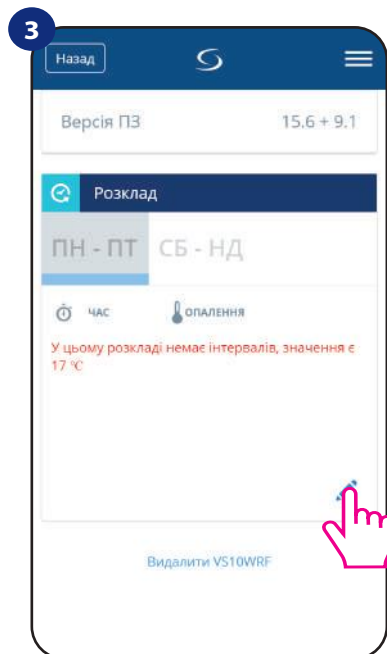 3
Назад
Версія ПЗ 15.6 + 9.1
Розклад
ПН - ПТ СБ - НД
ЧАС ОПАЛЕННЯ
У цьому розкладі немає інтервалів, значення є
17 °C
Видалити VS10WRF